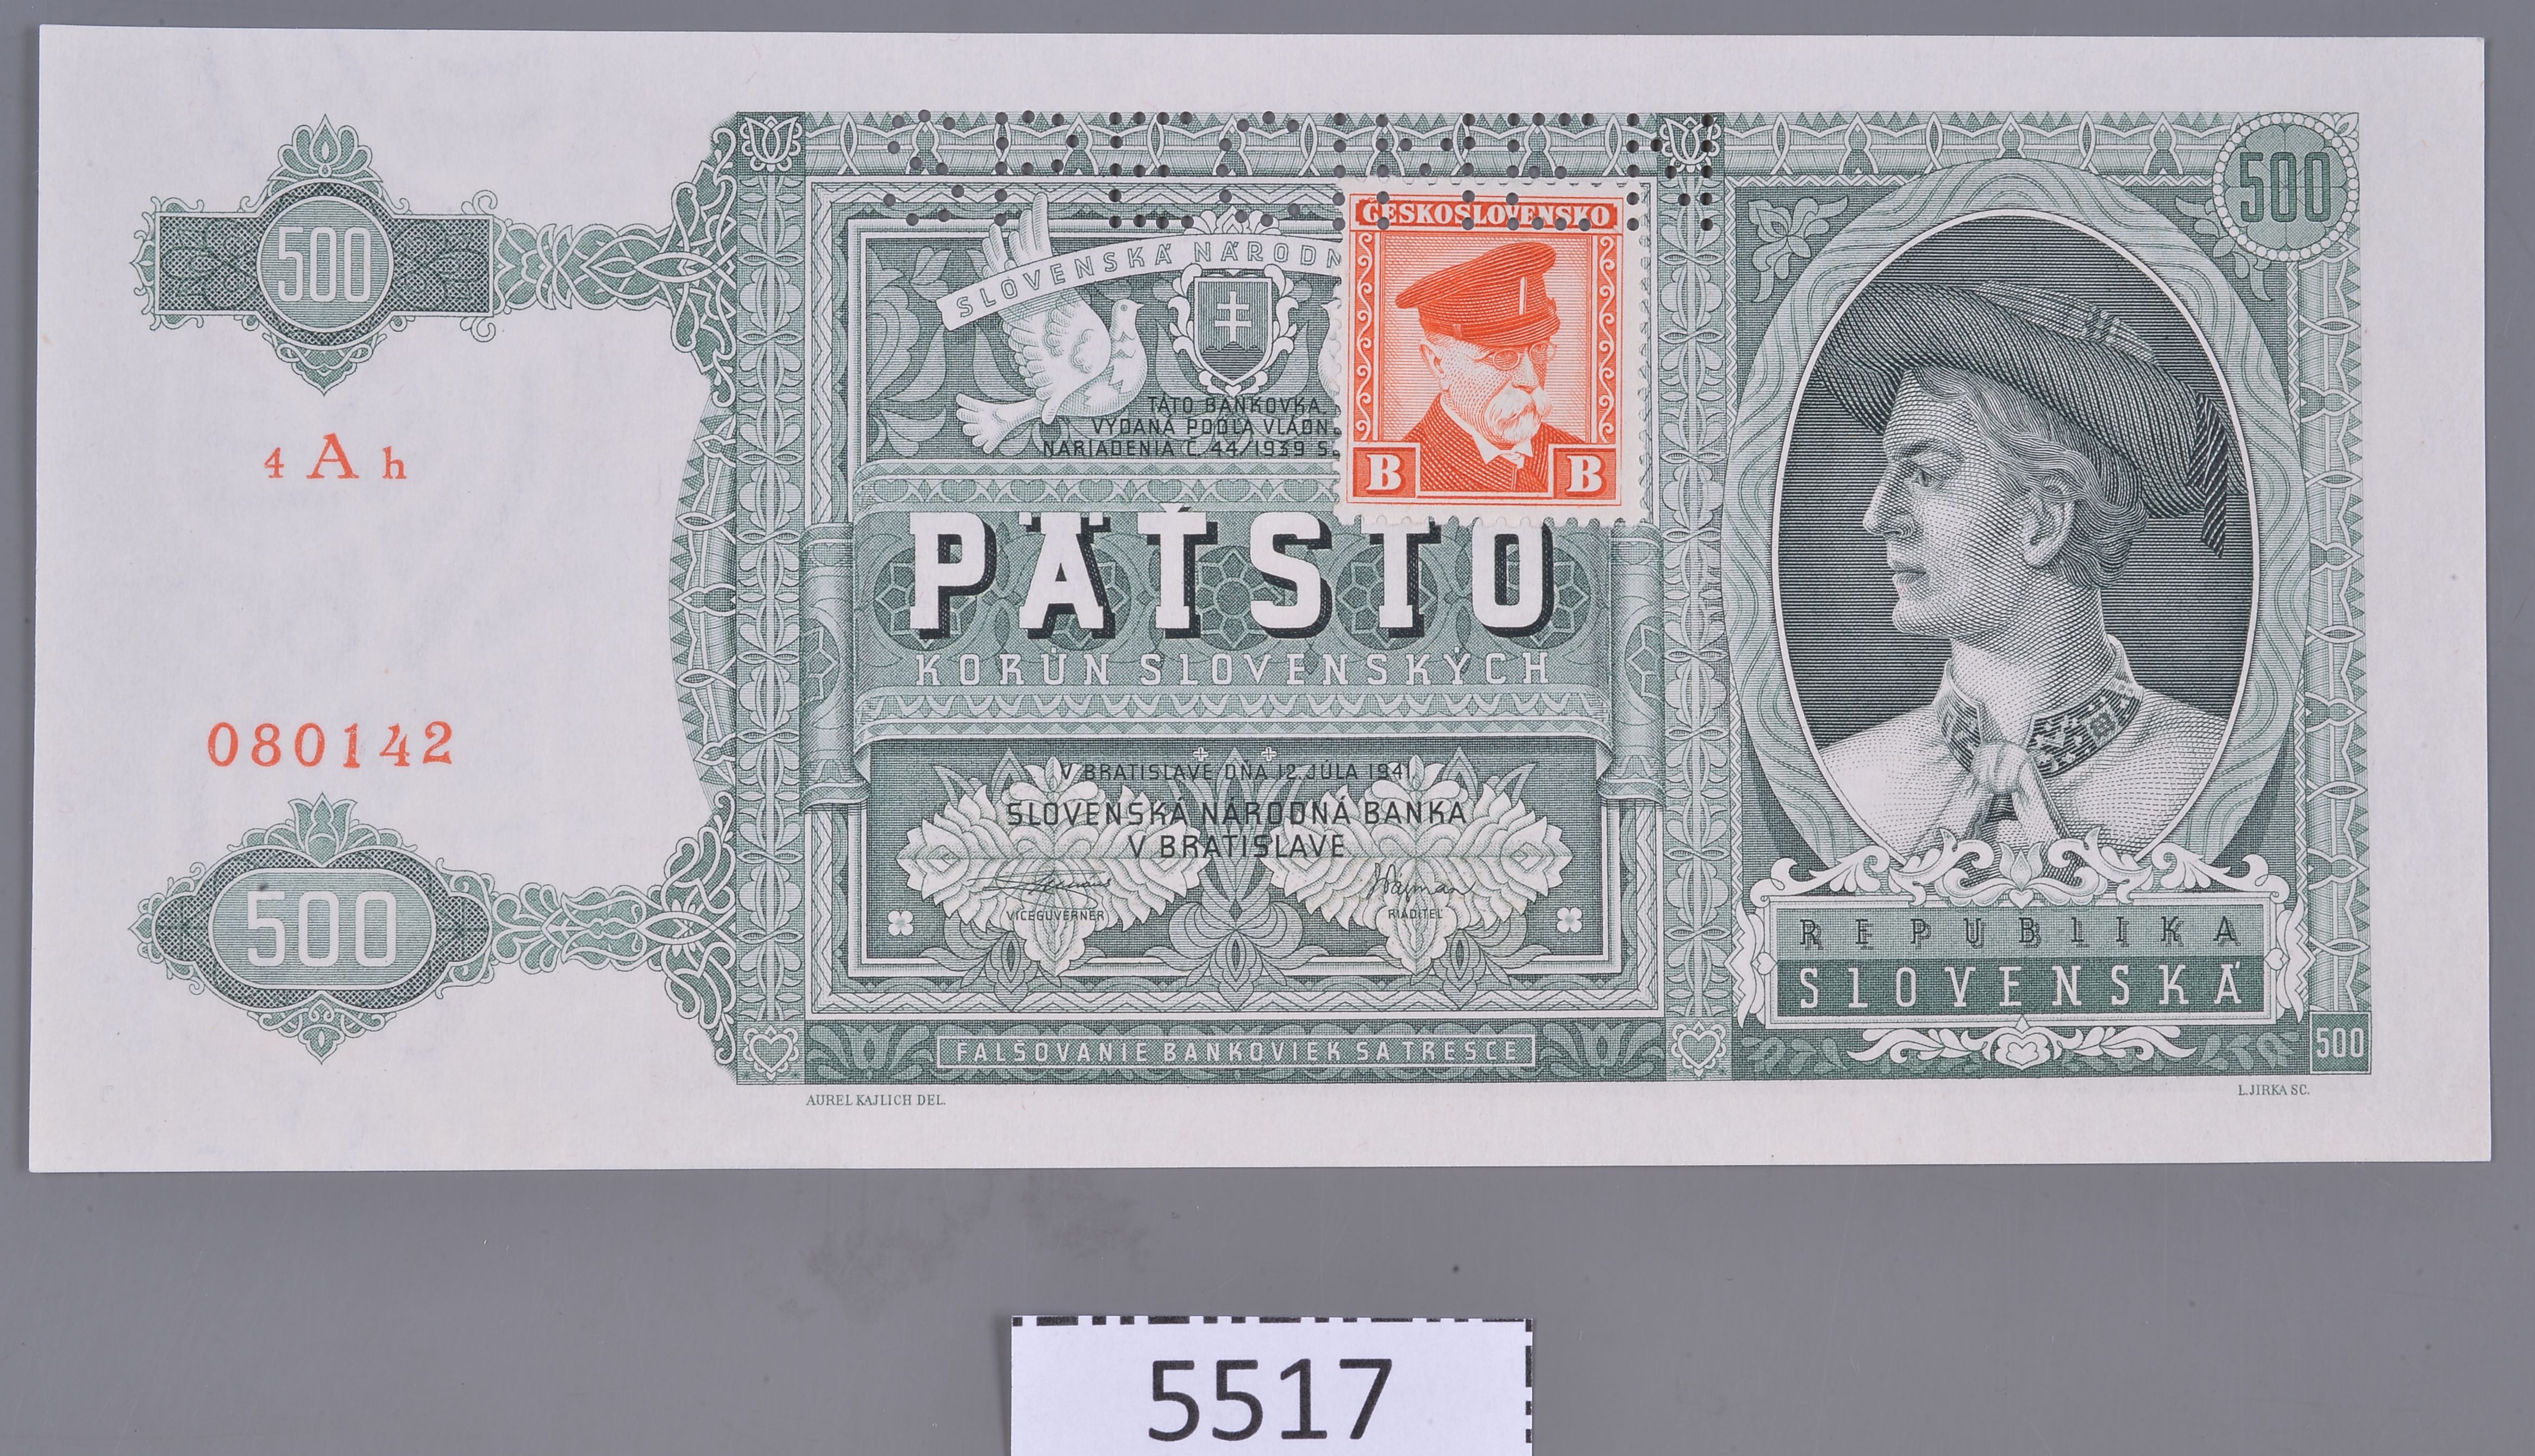 500
500
4 A h
080142
500
SLOVENSKÁ NÁRODN
TÁTO BANKOVKA
VYDANÁ PODĽA VLÁDN.
NARIADENIA Č. 44/1939 S.
ČESKOSLOVENSKO
B B
PÄŤSTO
KORÚN SLOVENSKÝCH
V BRATISLAVE DŇA 12. JÚLA 1941
SLOVENSKÁ NÁRODNÁ BANKA
V BRATISLAVE
VICEGUVERNÉR
RIADITEĽ
FALŠOVANIE BANKOVIEK SA TRESCE
REPUBLIKA
SLOVENSKÁ
500
AUREL KAJLICH DEL.
L. JIRKA SC.
5517